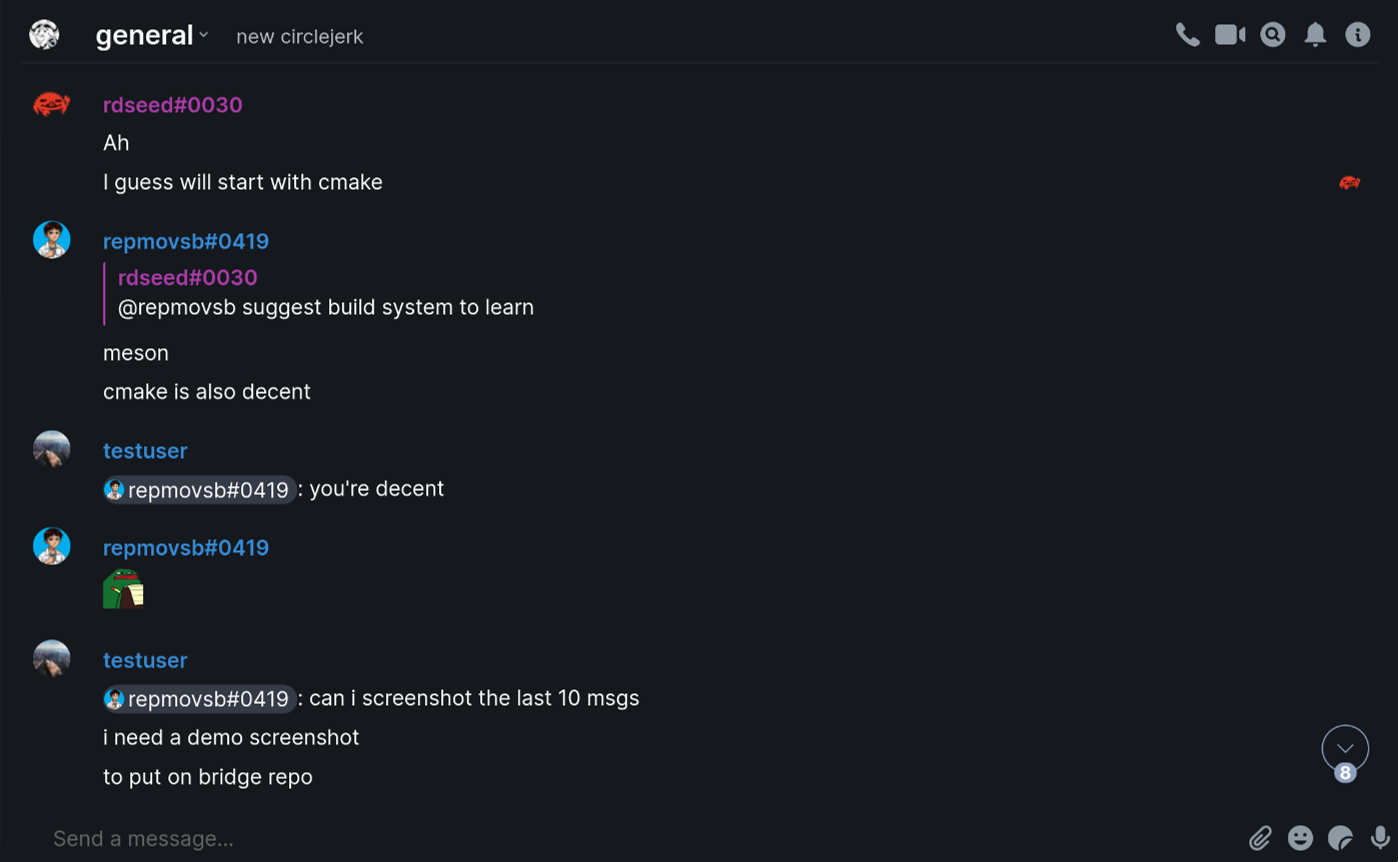 general new circlejerk
rdseed#0030
Ah
I guess will start with cmake
repmovsb#0419
rdseed#0030
@repmovsb suggest build system to learn
meson
cmake is also decent
testuser
repmovsb#0419: you're decent
repmovsb#0419
testuser
repmovsb#0419: can i screenshot the last 10 msgs
i need a demo screenshot
to put on bridge repo
8
Send a message...